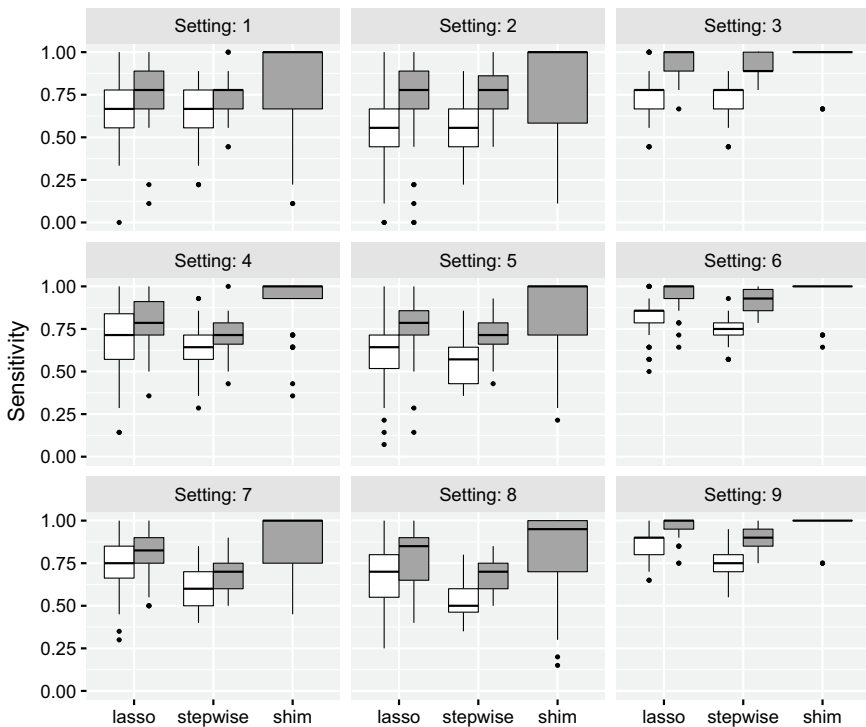 Setting: 1
Setting: 2
Setting: 3
1.00
0.75
0.50
0.25
0.00
Setting: 4
Setting: 5
Setting: 6
1.00
0.75
0.50
0.25
0.00
Sensitivity
Setting: 7
Setting: 8
Setting: 9
1.00
0.75
0.50
0.25
0.00
lasso stepwise shim
lasso stepwise shim
lasso stepwise shim